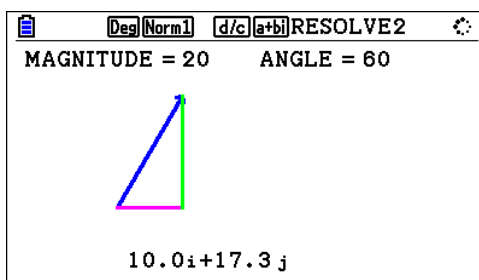 Deg Norm1 d/c a+bi RESOLVE2
MAGNITUDE = 20 ANGLE = 60
10.0i+17.3j